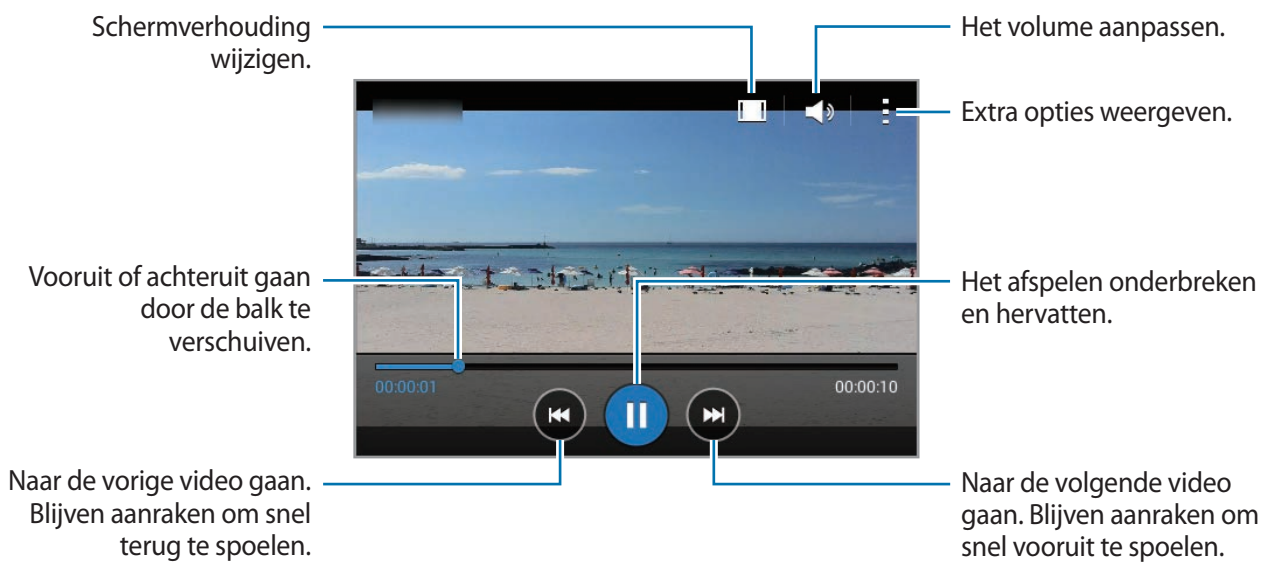 Schermverhouding
wijzigen.
Het volume aanpassen.
Extra opties weergeven.
Vooruit of achteruit gaan
door de balk te
verschuiven.
Het afspelen onderbreken
en hervatten.
00:00:01
00:00:10
Naar de vorige video gaan.
Blijven aanraken om snel
terug te spoelen.
Naar de volgende video
gaan. Blijven aanraken om
snel vooruit te spoelen.